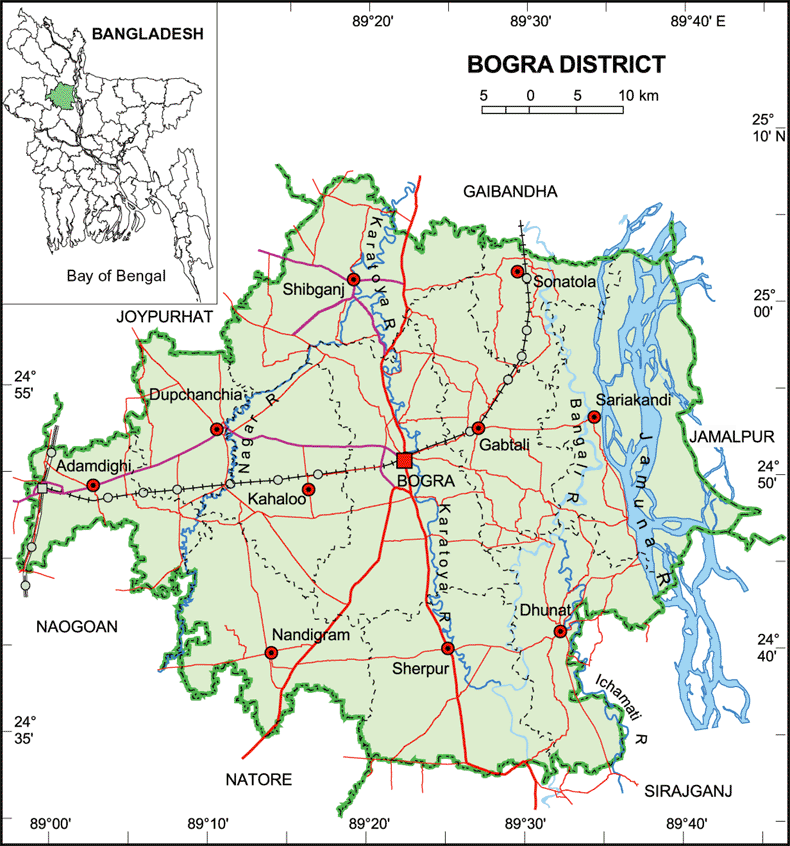 89°20'
89°30'
89°40' E
BANGLADESH
BOGRA DISTRICT
5 0 5 10 km
25°
10' N
GAIBANDHA
Karatoya R
Bay of Bengal
Shibganj
Sonatola
25°
00'
JOYPURHAT
24°
55'
Dupchanchia
Nagar R
Sariakandi
Bangali R
Gabtali
Jamuna R
JAMALPUR
Adamdighi
24°
50'
Kahaloo
BOGRA
Karatoya R
Dhunat
NAOGOAN
Nandigram
24°
40'
Sherpur
Ichamati R
24°
35'
NATORE
SIRAJGANJ
89°00'
89°10'
89°20'
89°30'
89°40'